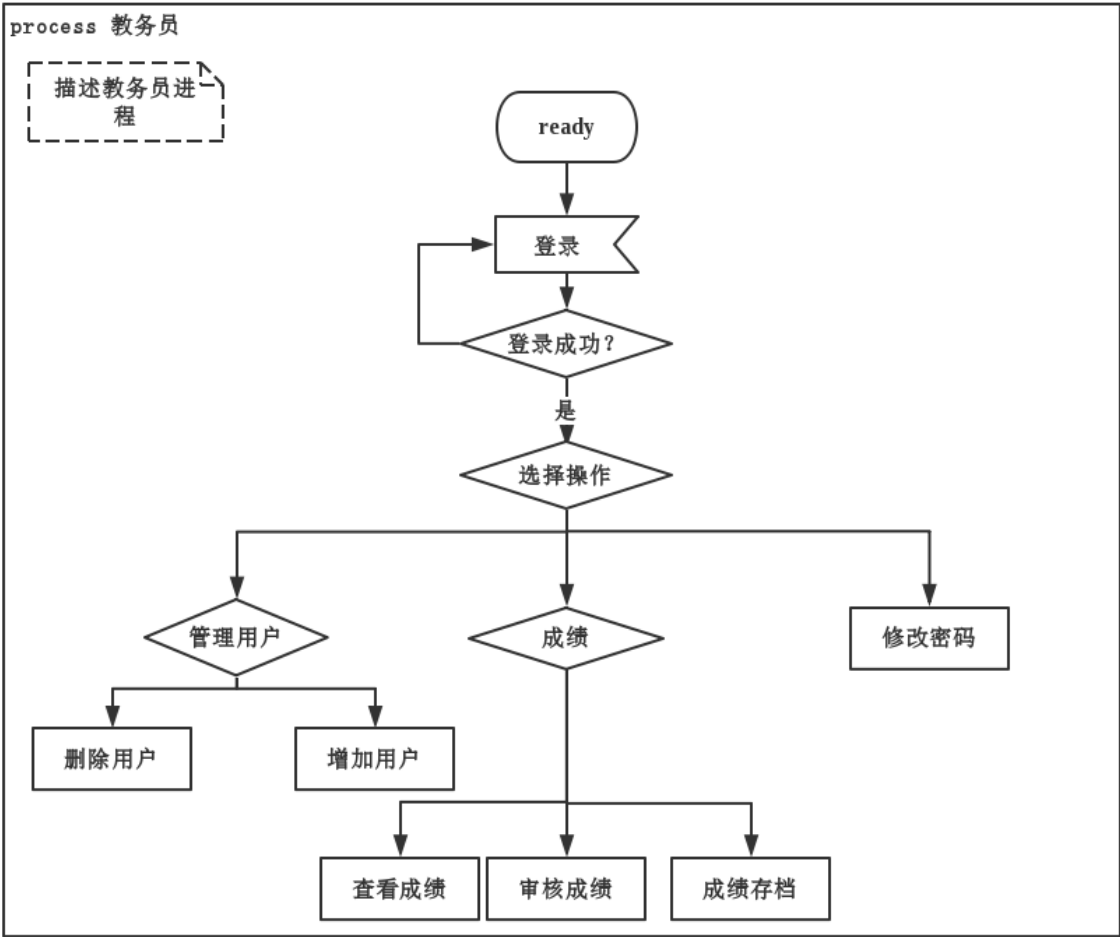 process 教务员
描述教务员进
程
ready
登录
登录成功？
是
选择操作
管理用户
成绩
修改密码
删除用户
增加用户
查看成绩
审核成绩
成绩存档